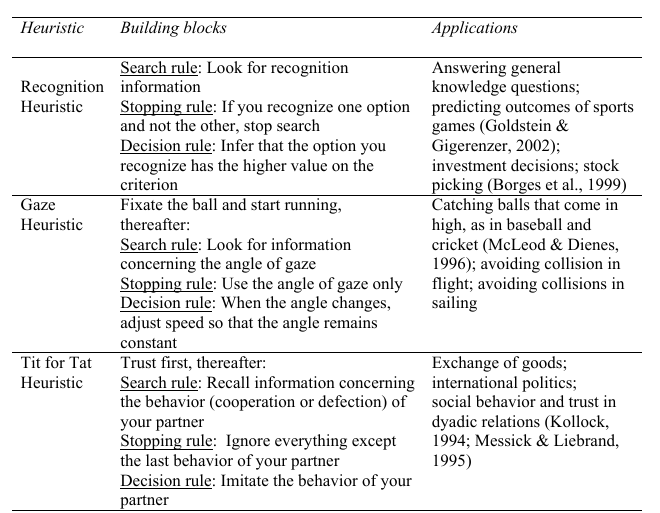 Heuristic Building blocks Applications
Recognition
Heuristic
Search rule: Look for recognition
information
Stopping rule: If you recognize one option
and not the other, stop search
Decision rule: Infer that the option you
recognize has the higher value on the
criterion
Answering general
knowledge questions;
predicting outcomes of sports
games (Goldstein &
Gigerenzer, 2002);
investment decisions; stock
picking (Borges et al., 1999)
Gaze
Heuristic
Fixate the ball and start running,
thereafter:
Search rule: Look for information
concerning the angle of gaze
Stopping rule: Use the angle of gaze only
Decision rule: When the angle changes,
adjust speed so that the angle remains
constant
Catching balls that come in
high, as in baseball and
cricket (McLeod & Dienes,
1996); avoiding collision in
flight; avoiding collisions in
sailing
Tit for Tat
Heuristic
Trust first, thereafter:
Search rule: Recall information concerning
the behavior (cooperation or defection) of
your partner
Stopping rule:  Ignore everything except
the last behavior of your partner
Decision rule: Imitate the behavior of your
partner
Exchange of goods;
international politics;
social behavior and trust in
dyadic relations (Kollock,
1994; Messick & Liebrand,
1995)